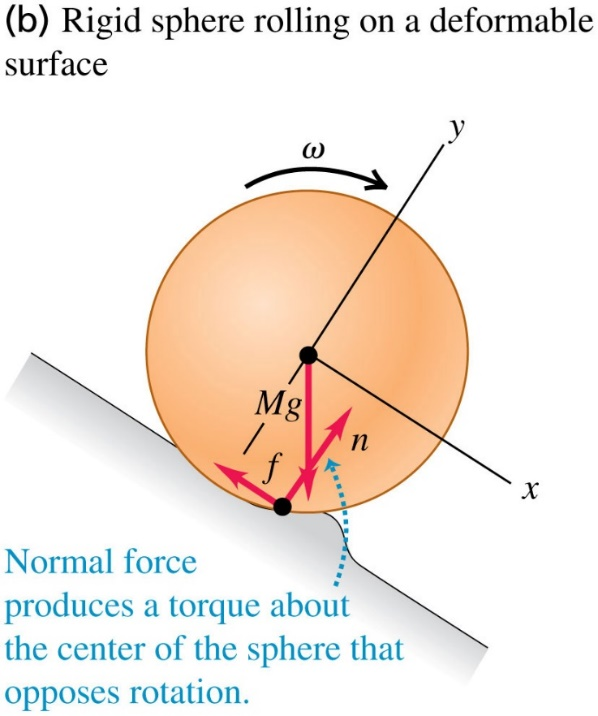 (b) Rigid sphere rolling on a deformable
surface
y
ω
Mg
n
f
x
Normal force
produces a torque about
the center of the sphere that
opposes rotation.